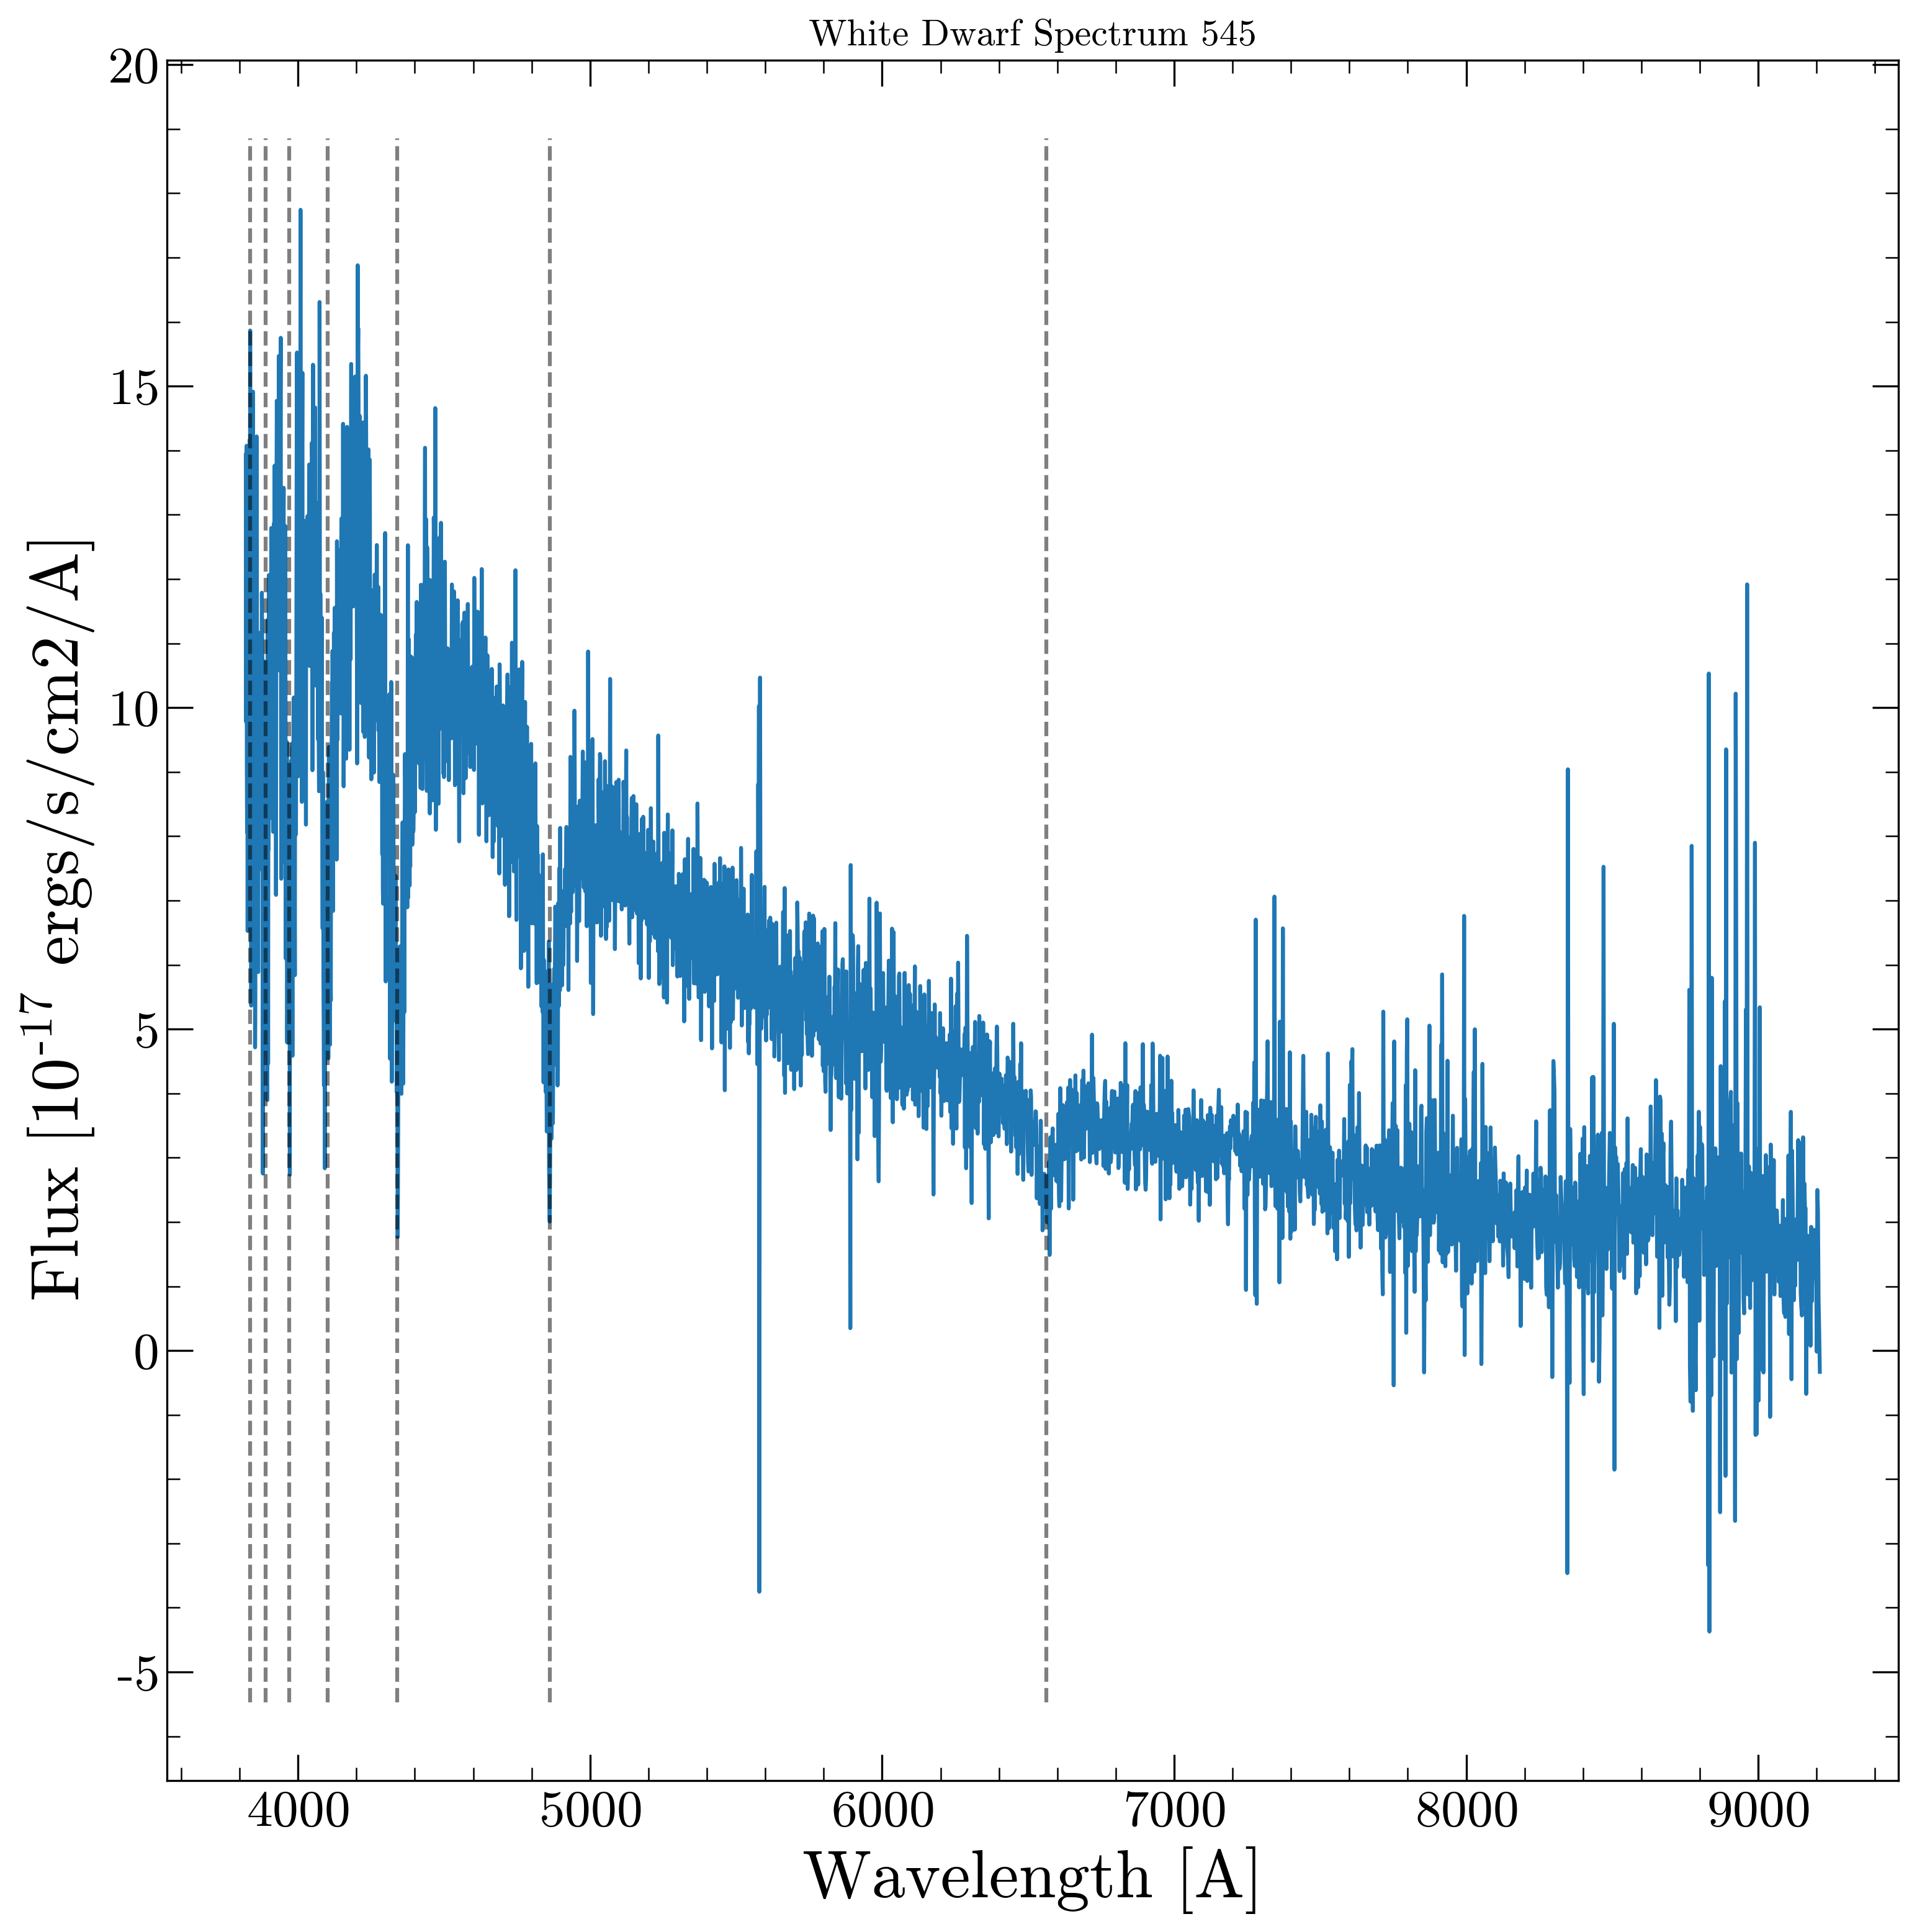 White Dwarf Spectrum 545
20
15
10
5
0
-5
Flux [10⁻¹⁷ ergs/s/cm2/A]
4000 5000 6000 7000 8000 9000
Wavelength [A]